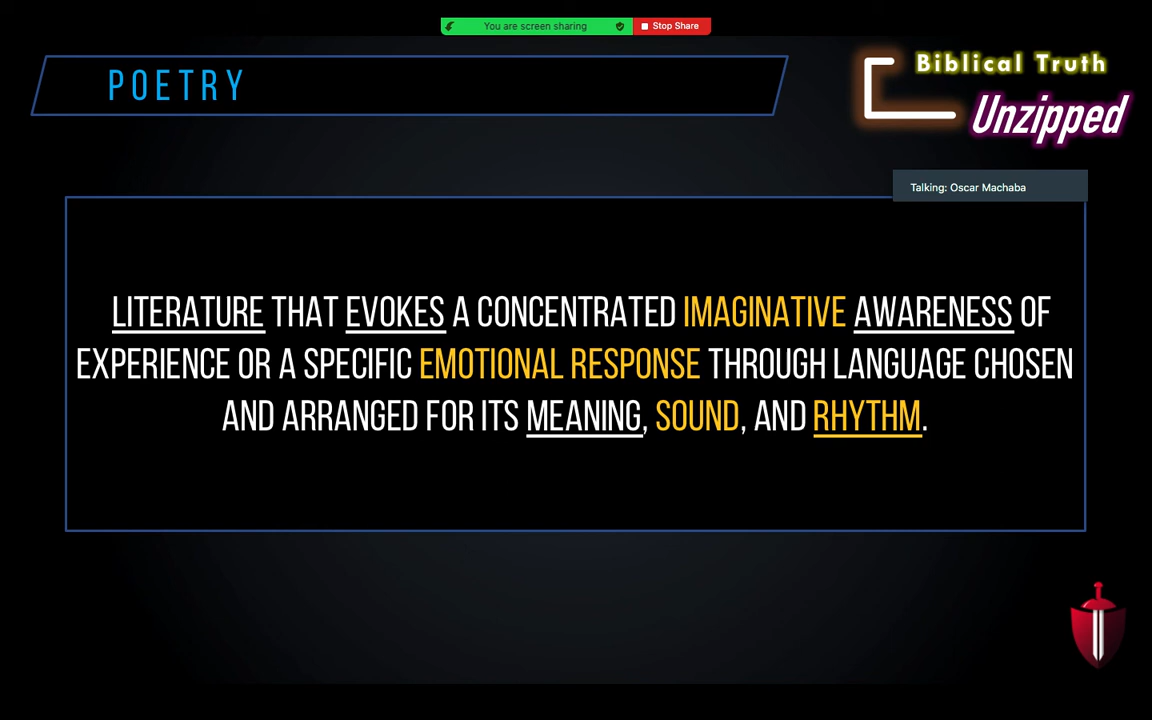 You are screen sharing
Stop Share
POETRY
Biblical Truth
Unzipped
Talking: Oscar Machaba
LITERATURE THAT EVOKES A CONCENTRATED IMAGINATIVE AWARENESS OF
EXPERIENCE OR A SPECIFIC EMOTIONAL RESPONSE THROUGH LANGUAGE CHOSEN
AND ARRANGED FOR ITS MEANING, SOUND, AND RHYTHM.